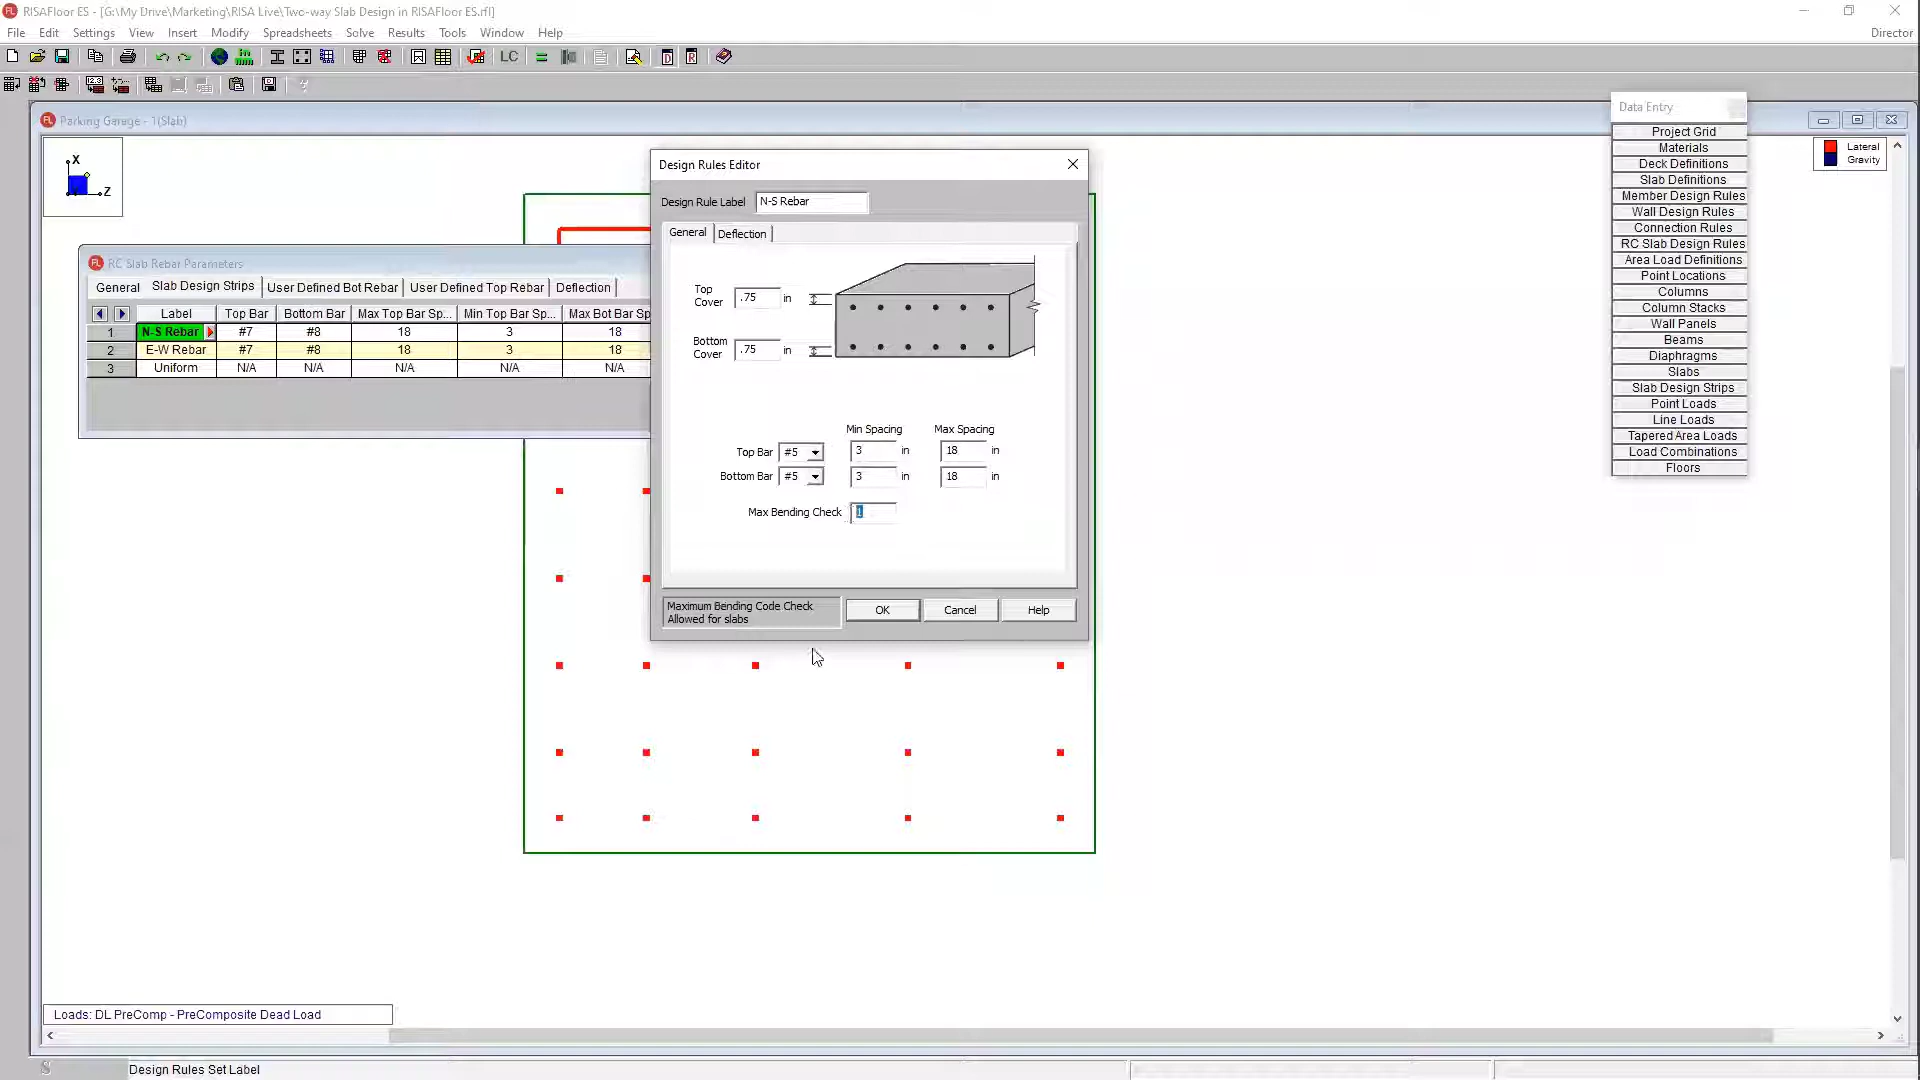 RISAFloor ES - [G:\My Drive\Marketing\RISA Live\Two-way Slab Design in RISAFloor ES.rfl]
File Edit Settings View Insert Modify Spreadsheets Solve Results Tools Window Help Director
LC
Parking Garage - 1(Slab)
Data Entry
Project Grid
Materials
Deck Definitions
Slab Definitions
Member Design Rules
Wall Design Rules
Connection Rules
RC Slab Design Rules
Area Load Definitions
Point Locations
Columns
Column Stacks
Wall Panels
Beams
Diaphragms
Slabs
Slab Design Strips
Point Loads
Line Loads
Tapered Area Loads
Load Combinations
Floors
Lateral
Gravity
X
Z
RC Slab Rebar Parameters
General Slab Design Strips User Defined Bot Rebar User Defined Top Rebar Deflection
Label Top Bar Bottom Bar Max Top Bar Sp... Min Top Bar Sp... Max Bot Bar Sp
1 N-S Rebar #7 #8 18 3 18
2 E-W Rebar #7 #8 18 3 18
3 Uniform N/A N/A N/A N/A N/A
Design Rules Editor
Design Rule Label N-S Rebar
General Deflection
Top
Cover .75 in
Bottom
Cover .75 in
Min Spacing Max Spacing
Top Bar #5 3 in 18 in
Bottom Bar #5 3 in 18 in
Max Bending Check 1
Maximum Bending Code Check
Allowed for slabs
OK Cancel Help
Loads: DL PreComp - PreComposite Dead Load
S Design Rules Set Label